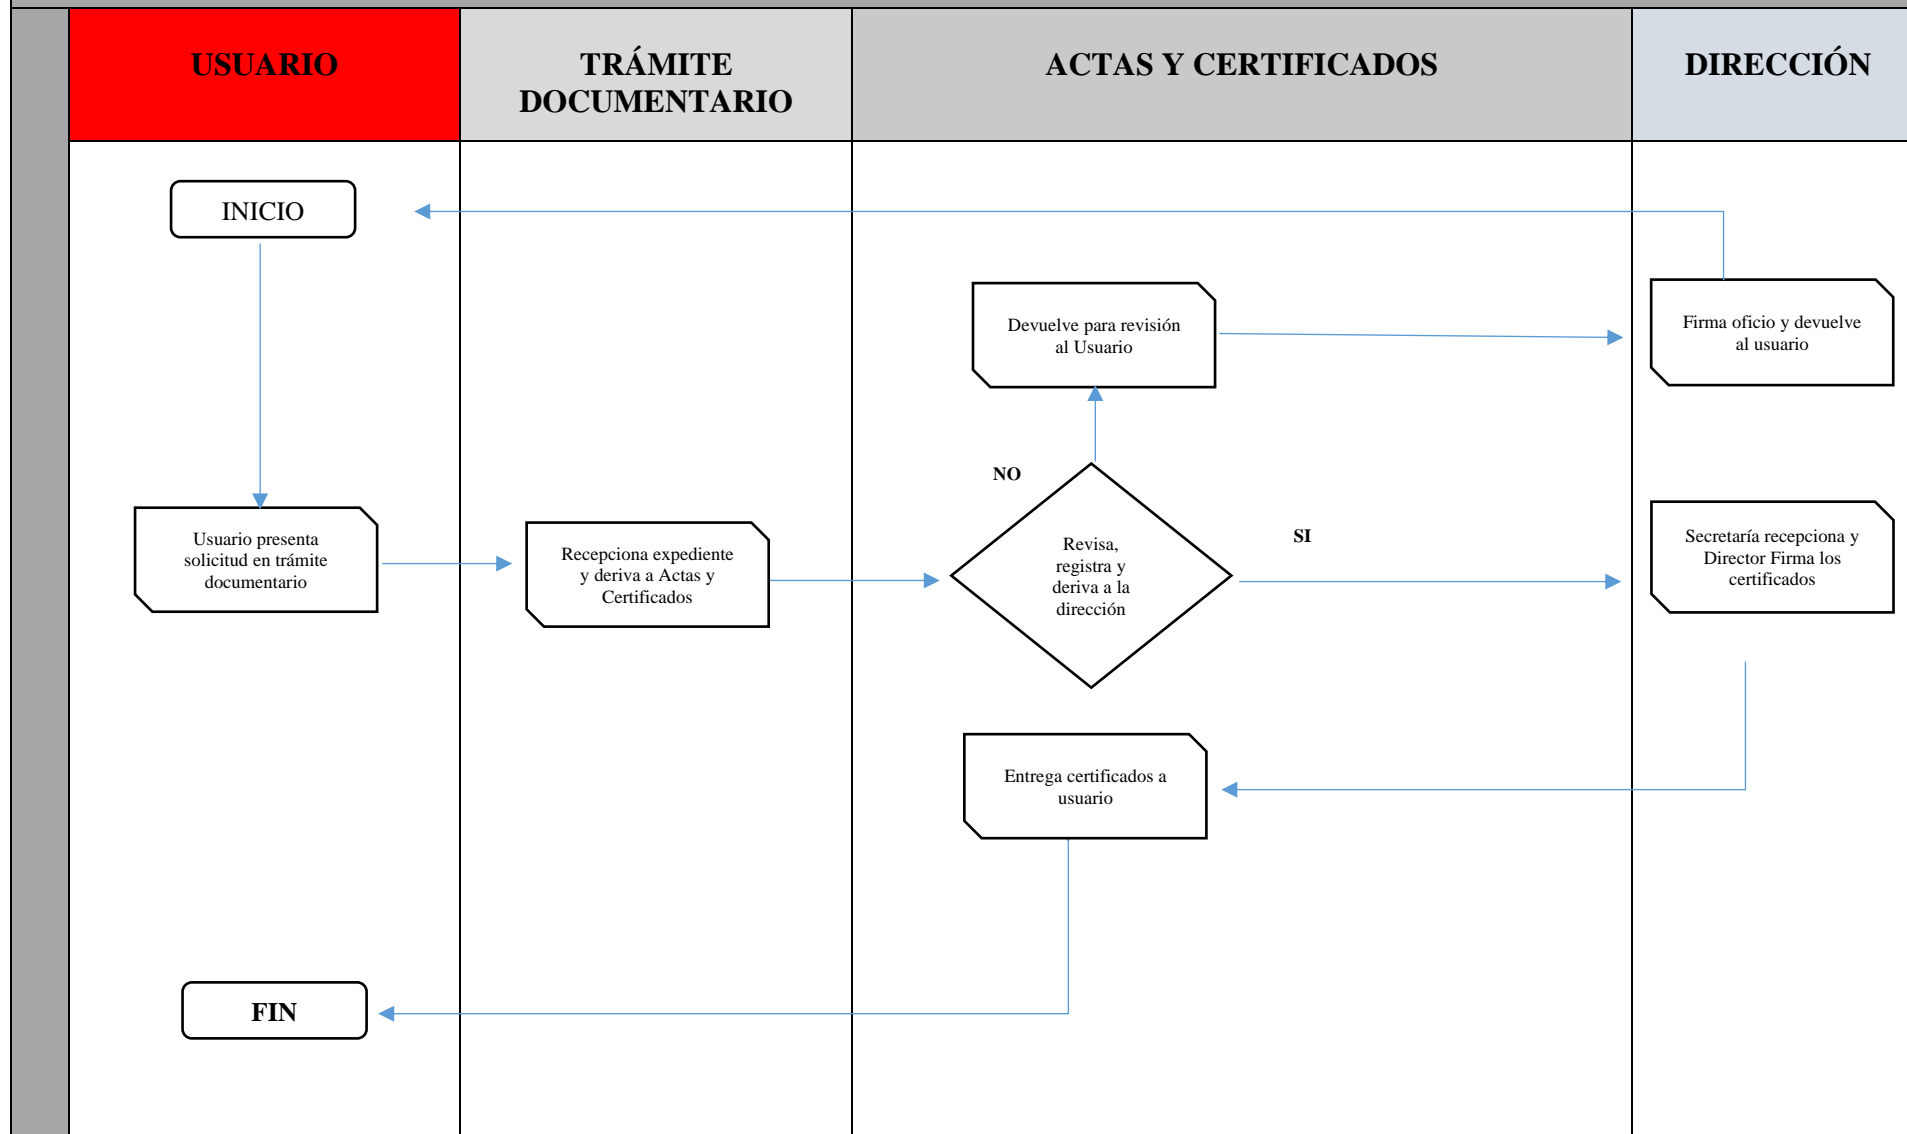 USUARIO
TRÁMITE
DOCUMENTARIO
ACTAS Y CERTIFICADOS
DIRECCIÓN
INICIO
Devuelve para revisión
al Usuario
Firma oficio y devuelve
al usuario
NO
SI
Usuario presenta
solicitud en trámite
documentario
Recepciona expediente
y deriva a Actas y
Certificados
Revisa,
registra y
deriva a la
dirección
Secretaría recepciona y
Director Firma los
certificados
Entrega certificados a
usuario
FIN